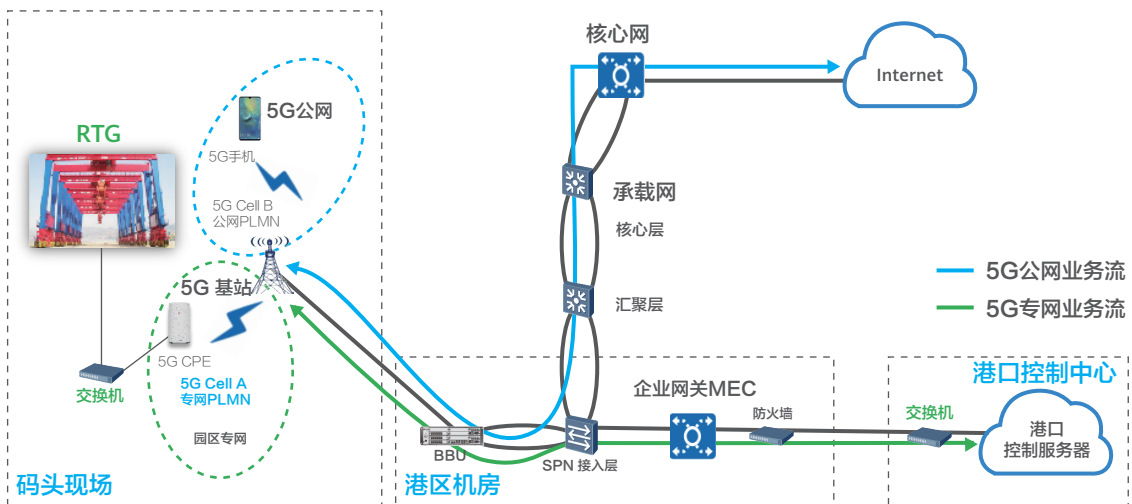 核心网
Internet
5G公网
RTG
5G手机
承载网
5G Cell B
公网PLMN
核心层
5G公网业务流
5G 基站
汇聚层
5G专网业务流
5G CPE
5G Cell A
专网PLMN
交换机
企业网关MEC
港口控制中心
防火墙
交换机
港口
控制服务器
园区专网
BBU
SPN 接入层
码头现场
港区机房